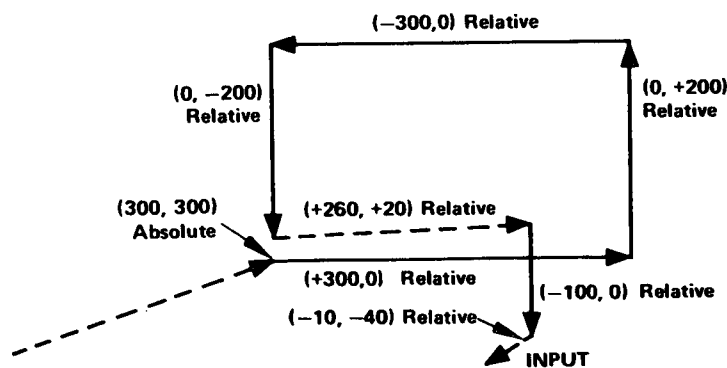 (−300,0) Relative
(0, −200)
Relative
(0, +200)
Relative
(300, 300)
Absolute
(+260, +20) Relative
(+300,0) Relative
(−100, 0) Relative
(−10, −40) Relative
INPUT